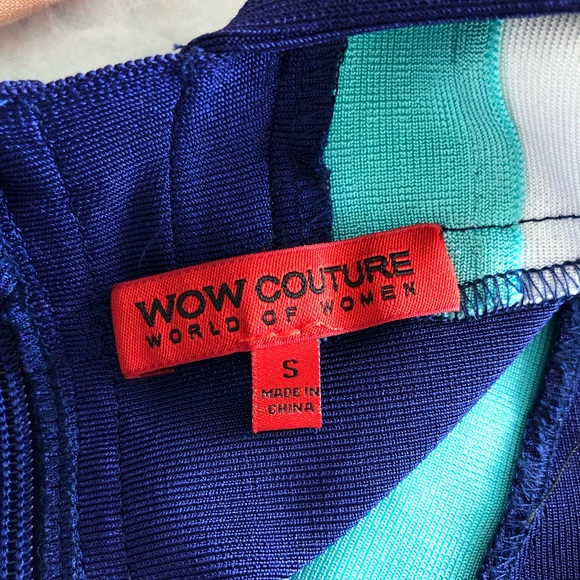 WOW COUTURE
WORLD OF WOMEN
S
MADE IN
CHINA